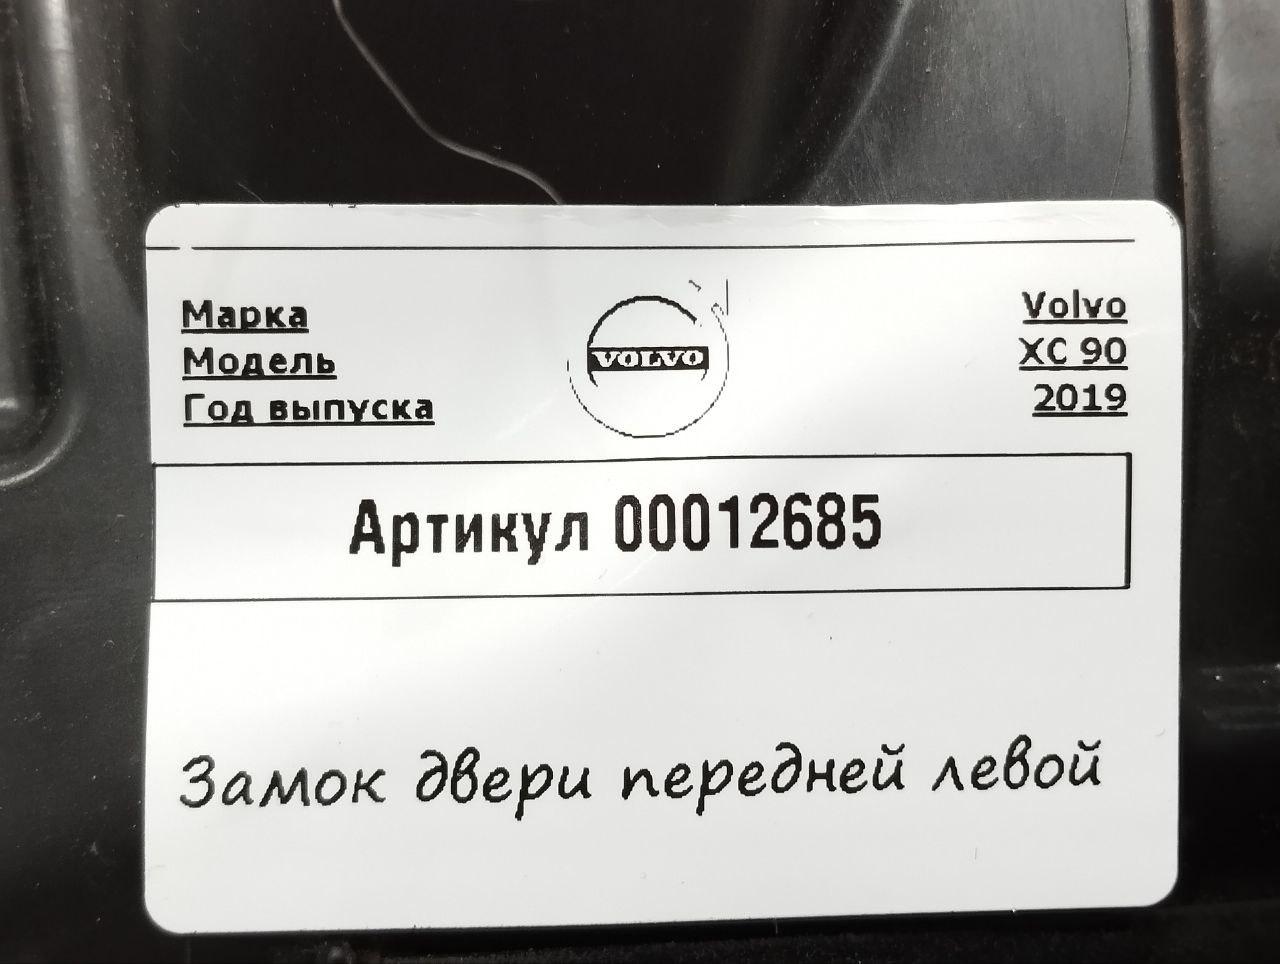 Марка Volvo
Модель XC 90
Год выпуска 2019
VOLVO
Артикул 00012685
Замок двери передней левой